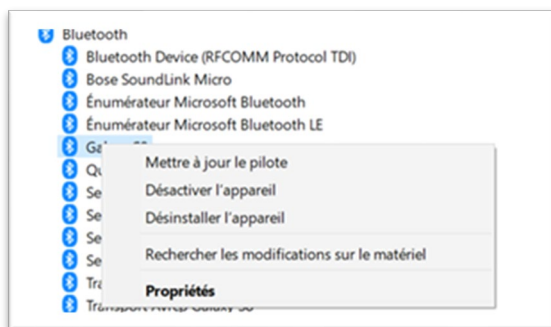 Bluetooth
Bluetooth Device (RFCOMM Protocol TDI)
Bose SoundLink Micro
Énumérateur Microsoft Bluetooth
Énumérateur Microsoft Bluetooth LE
Mettre à jour le pilote
Désactiver l'appareil
Désinstaller l'appareil
Rechercher les modifications sur le matériel
Propriétés